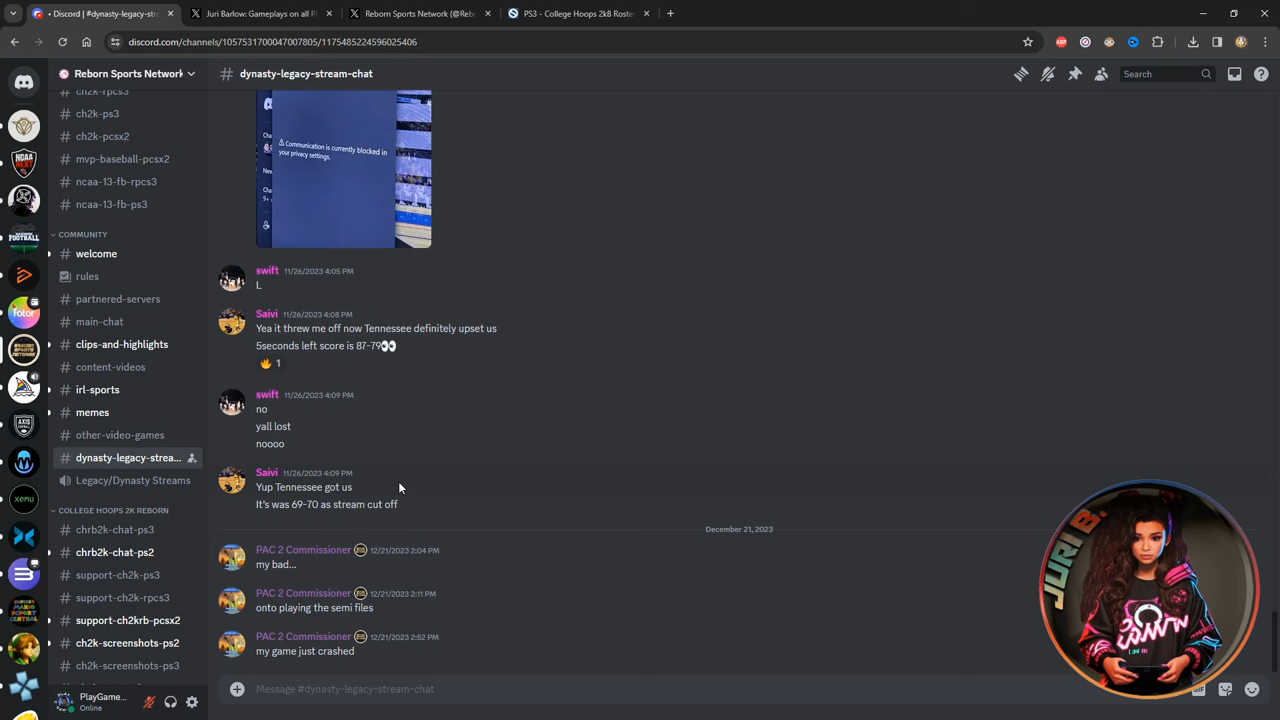 Discord | #dynasty-legacy-stre
Juri Barlow: Gameplays on all P
Reborn Sports Network (@Reb
PS3 - College Hoops 2k8 Roster
discord.com/channels/1057531700047007805/1175485224596025406
Reborn Sports Network
dynasty-legacy-stream-chat
Search
ch2k-rpcs3
ch2k-ps3
ch2k-pcsx2
mvp-baseball-pcsx2
ncaa-13-fb-rpcs3
ncaa-13-fb-ps3
COMMUNITY
welcome
rules
partnered-servers
main-chat
clips-and-highlights
content-videos
irl-sports
memes
other-video-games
dynasty-legacy-strea...
Legacy/Dynasty Streams
COLLEGE HOOPS 2K REBORN
chrb2k-chat-ps3
chrb2k-chat-ps2
support-ch2k-ps3
support-ch2k-rpcs3
support-ch2krb-pcsx2
ch2k-screenshots-ps2
ch2k-screenshots-ps3
PlayGame...
Online
Communication is currently blocked in
your privacy settings.
swift 11/26/2023 4:05 PM
L
Saivi 11/26/2023 4:08 PM
Yea it threw me off now Tennessee definitely upset us
5seconds left score is 87-79👀
🔥 1
swift 11/26/2023 4:09 PM
no
yall lost
noooo
Saivi 11/26/2023 4:09 PM
Yup Tennessee got us
It's was 69-70 as stream cut off
December 21, 2023
PAC 2 Commissioner 12/21/2023 2:04 PM
my bad...
PAC 2 Commissioner 12/21/2023 2:11 PM
onto playing the semi files
PAC 2 Commissioner 12/21/2023 2:52 PM
my game just crashed
Message #dynasty-legacy-stream-chat
GIF
JURI B.